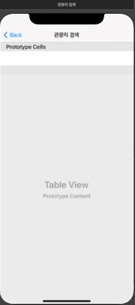 관광지 검색
Back 관광지 검색
Prototype Cells
Table View
Prototype Content